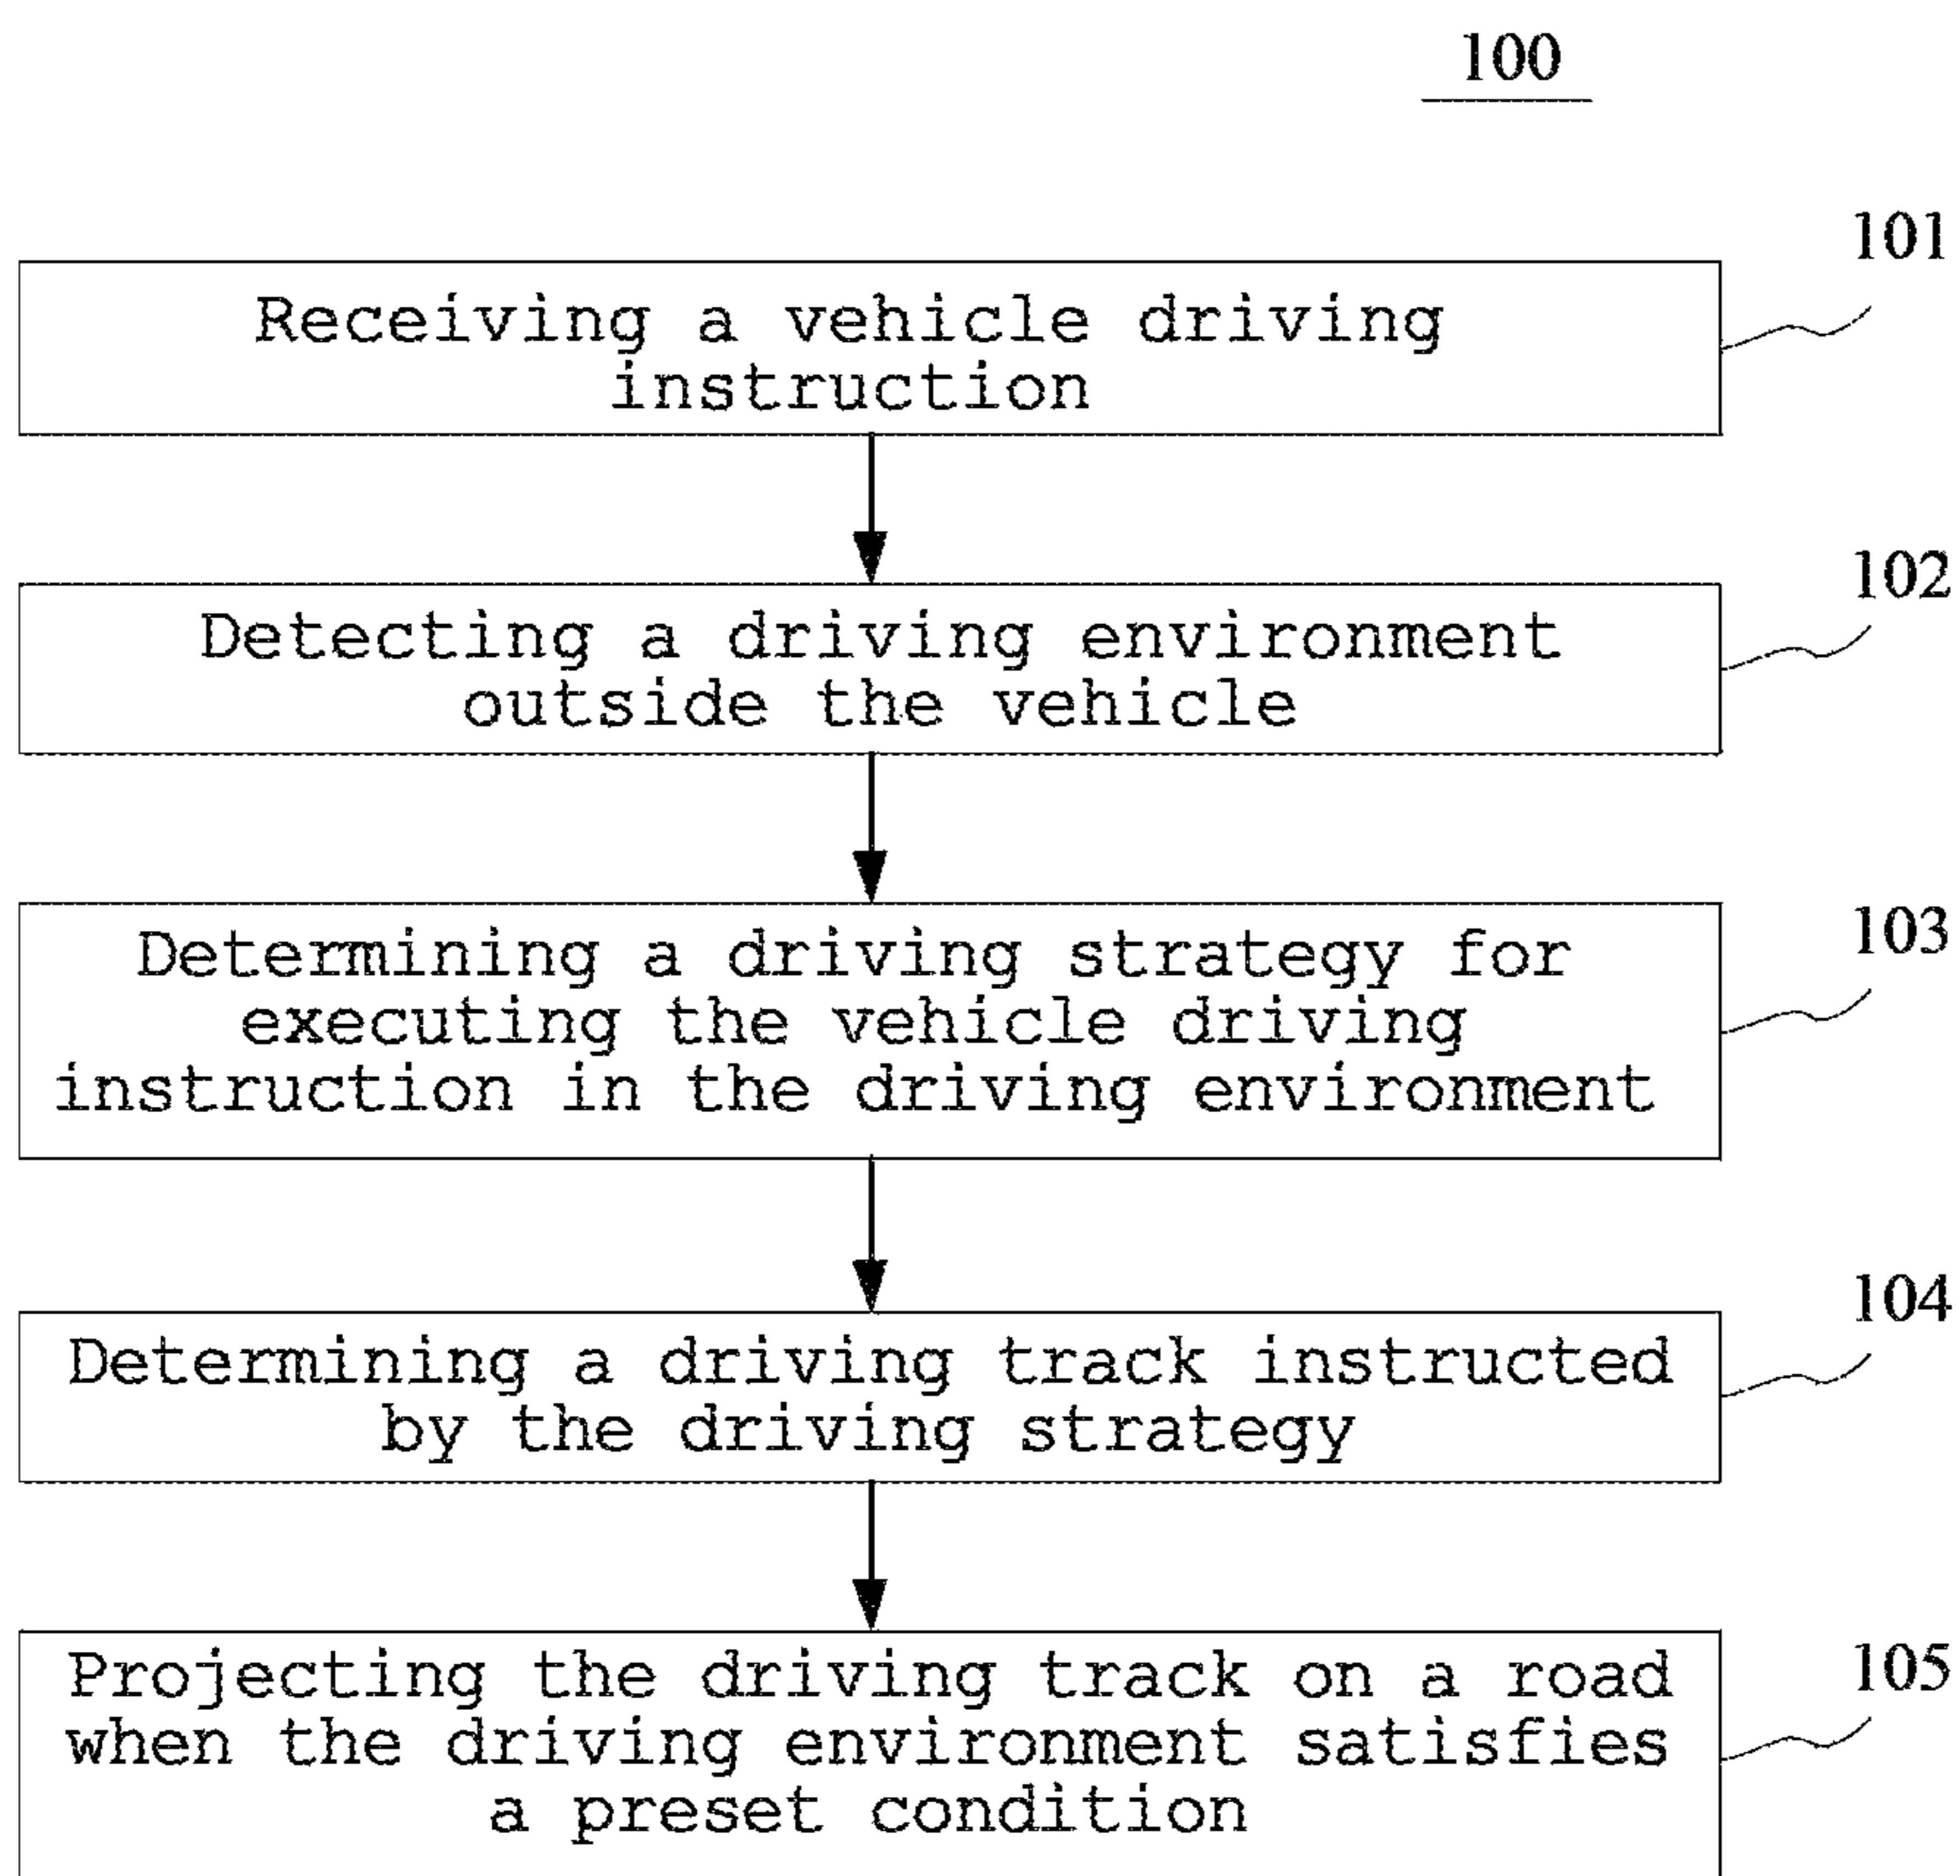 100
101
Receiving a vehicle driving
instruction
102
Detecting a driving environment
outside the vehicle
103
Determining a driving strategy for
executing the vehicle driving
instruction in the driving environment
104
Determining a driving track instructed
by the driving strategy
105
Projecting the driving track on a road
when the driving environment satisfies
a preset condition